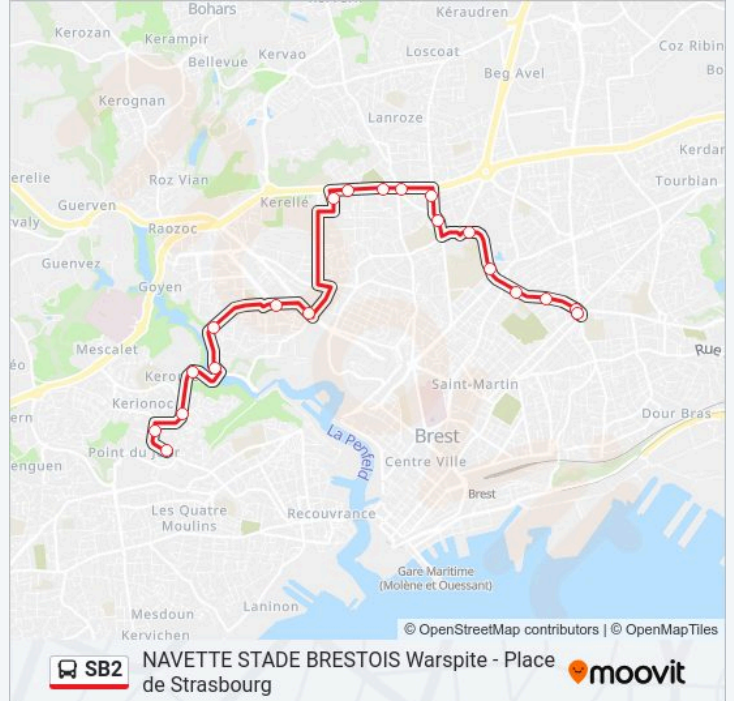 Bohars
Kéraudren
Kerozan
Kerampir
Bellevue
Kervao
Loscoat
Coz Ribin
Beg Avel
Bo
Kerognan
Lanroze
Kerdar
erelie
Roz Vian
Tourbian
Guerven
Kerellé
valy
Raozoc
Guenvez
Goyen
Mescalet
Rue
éo
Kero
Saint-Martin
ern
Kerionoc
Dour Bras
Brest
enguen
Point du jour
La Penfeld
Centre Ville
Brest
Les Quatre
Moulins
Recouvrance
Gare Maritime
(Molène et Ouessant)
Mesdoun
Laninon
Kervichen
© OpenStreetMap contributors | © OpenMapTiles
SB2
NAVETTE STADE BRESTOIS Warspite - Place
de Strasbourg
moovit